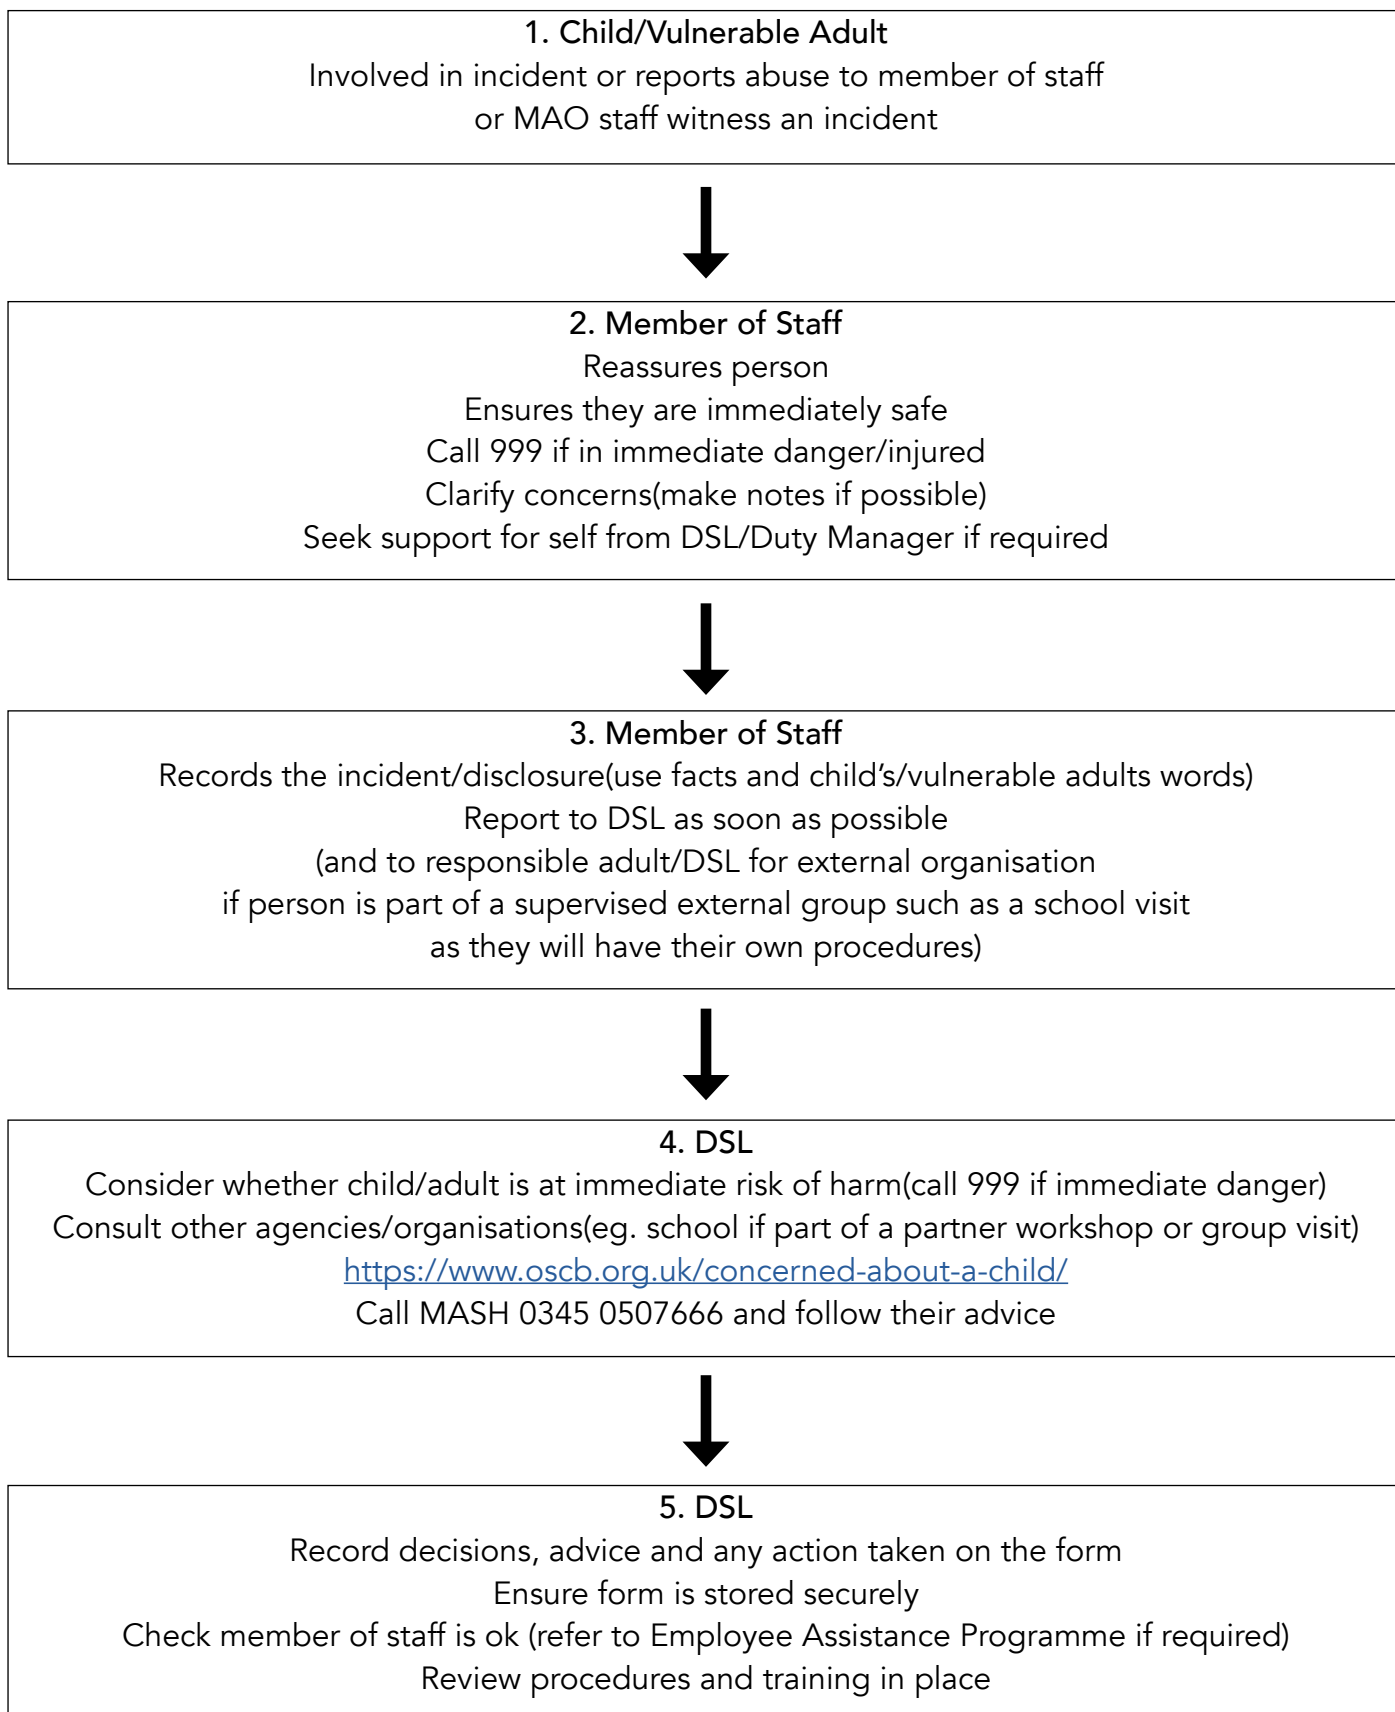 1. Child/Vulnerable Adult
Involved in incident or reports abuse to member of staff
or MAO staff witness an incident
2. Member of Staff
Reassures person
Ensures they are immediately safe
Call 999 if in immediate danger/injured
Clarify concerns(make notes if possible)
Seek support for self from DSL/Duty Manager if required
3. Member of Staff
Records the incident/disclosure(use facts and child’s/vulnerable adults words)
Report to DSL as soon as possible
(and to responsible adult/DSL for external organisation
if person is part of a supervised external group such as a school visit
as they will have their own procedures)
4. DSL
Consider whether child/adult is at immediate risk of harm(call 999 if immediate danger)
Consult other agencies/organisations(eg. school if part of a partner workshop or group visit)
https://www.oscb.org.uk/concerned-about-a-child/
Call MASH 0345 0507666 and follow their advice
5. DSL
Record decisions, advice and any action taken on the form
Ensure form is stored securely
Check member of staff is ok (refer to Employee Assistance Programme if required)
Review procedures and training in place